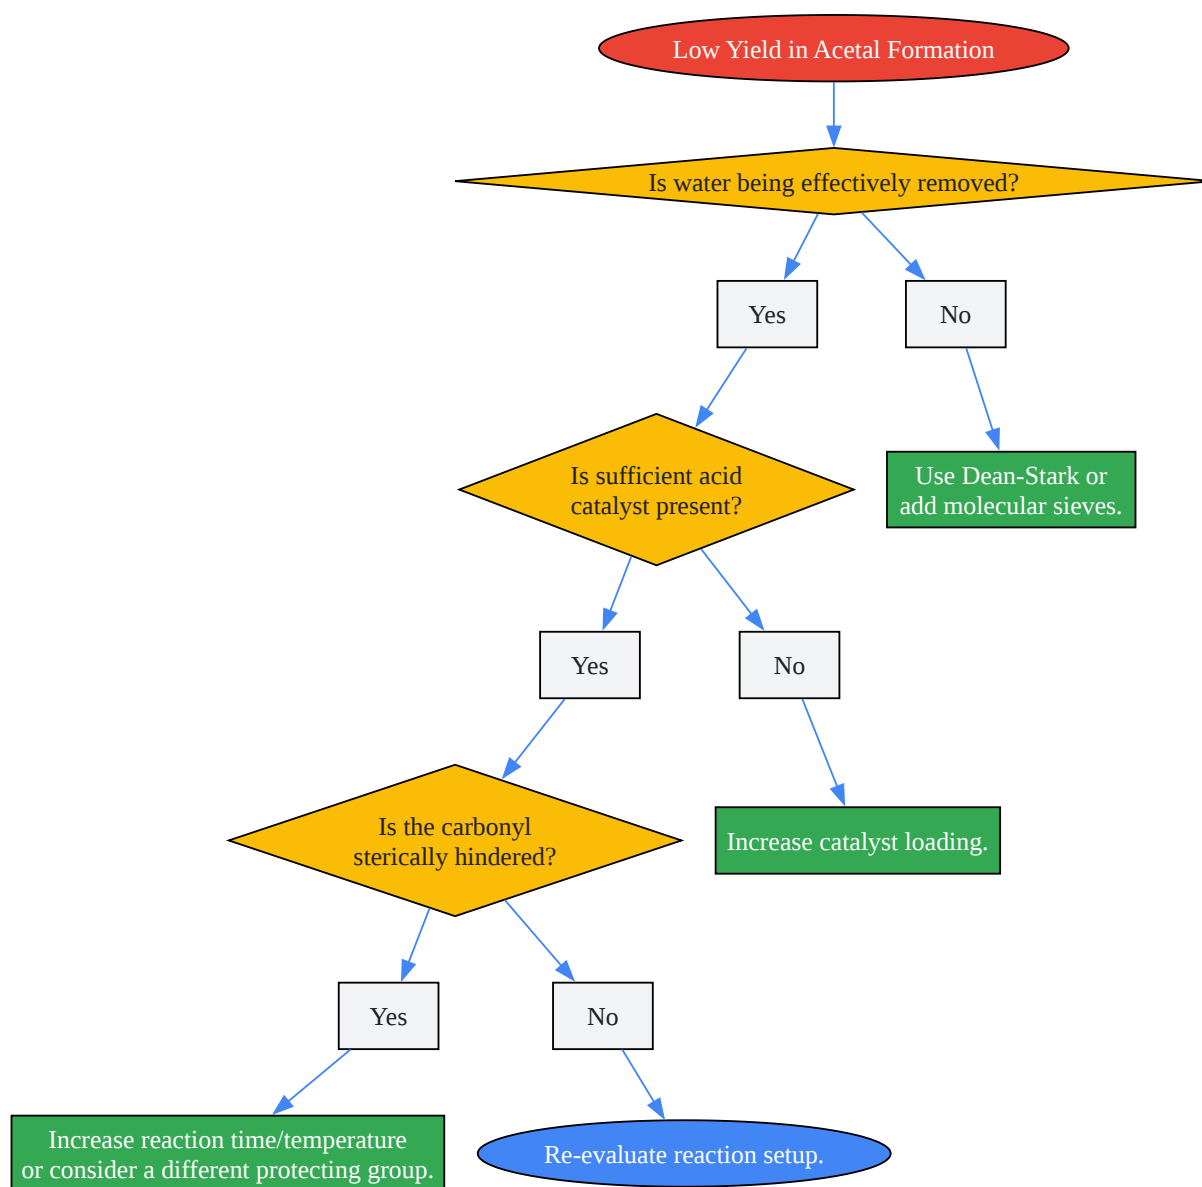 Low Yield in Acetal Formation
Is water being effectively removed?
Yes
No
Is sufficient acid
catalyst present?
Use Dean-Stark or
add molecular sieves.
Yes
No
Is the carbonyl
sterically hindered?
Increase catalyst loading.
Yes
No
Increase reaction time/temperature
or consider a different protecting group.
Re-evaluate reaction setup.